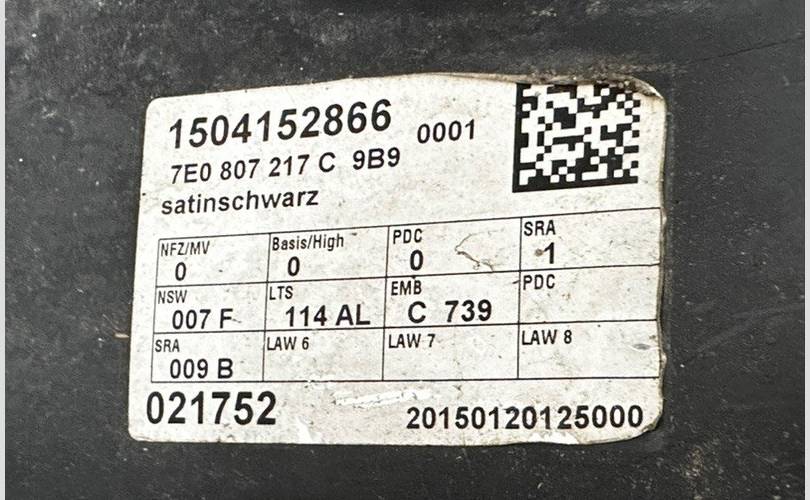 1504152866 0001
7E0 807 217 C 9B9
satinschwarz
NFZ/MV Basis/High PDC SRA
0 0 0 1
NSW LTS EMB PDC
007 F 114 AL C 739
SRA LAW 6 LAW 7 LAW 8
009 B
021752 20150120125000